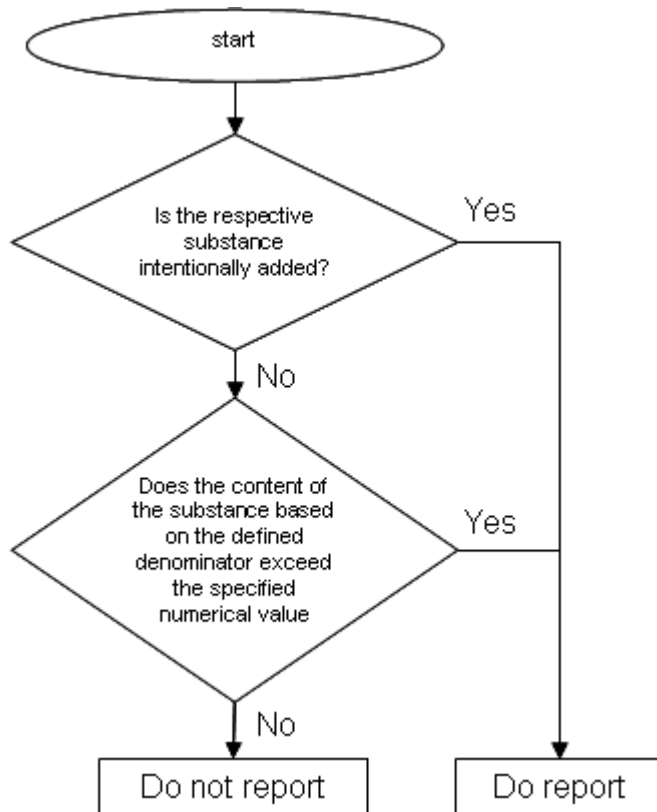 start
Is the respective
substance
intentionally added?
Yes
No
Does the content of
the substance based
on the defined
denominator exceed
the specified
numerical value
Yes
No
Do not report
Do report